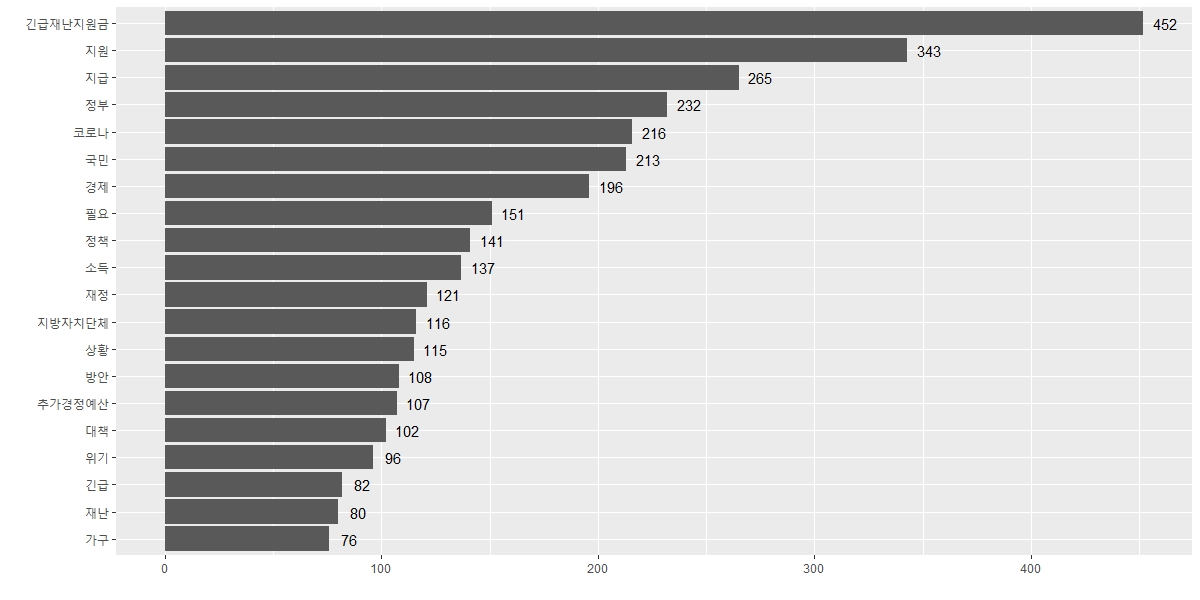 긴급재난지원금 452
지원 343
지급 265
정부 232
코로나 216
국민 213
경제 196
필요 151
정책 141
소득 137
재정 121
지방자치단체 116
상황 115
방안 108
추가경정예산 107
대책 102
위기 96
긴급 82
재난 80
가구 76
0 100 200 300 400